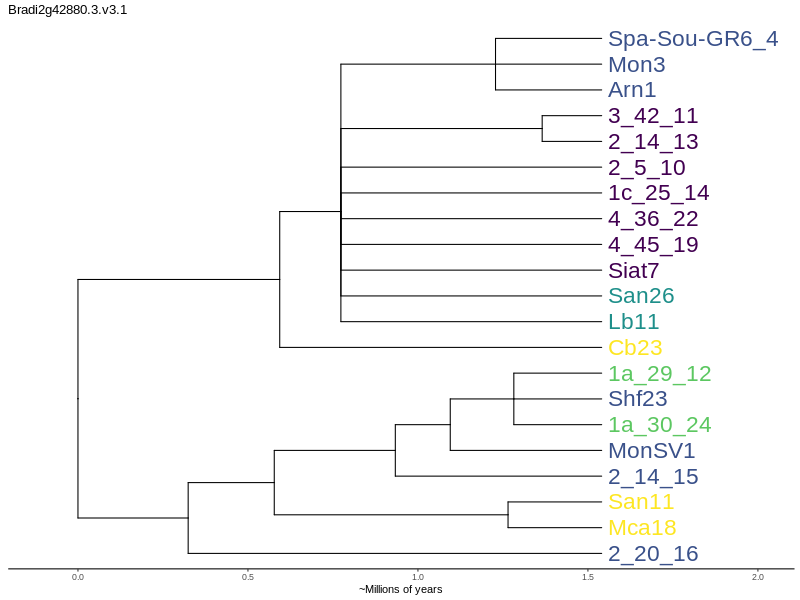 Bradi2g42880.3.v3.1
Spa-Sou-GR6_4
Mon3
Arn1
3_42_11
2_14_13
2_5_10
1c_25_14
4_36_22
4_45_19
Siat7
San26
Lb11
Cb23
1a_29_12
Shf23
1a_30_24
MonSV1
2_14_15
San11
Mca18
2_20_16
0.0 0.5 1.0 1.5 2.0
~Millions of years